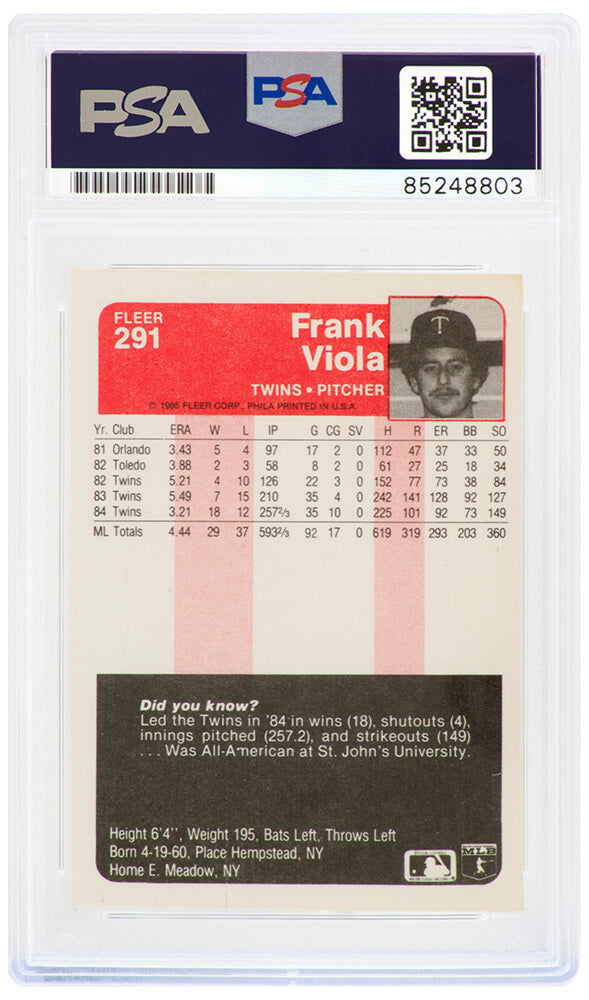 PSA
PSA
85248803
FLEER
291
Frank
Viola
TWINS • PITCHER
© 1985 FLEER CORP., PHILA PRINTED IN U.S.A.
T
Yr. Club ERA W L IP G CG SV H R ER BB SO
81 Orlando 3.43 5 4 97 17 2 0 112 47 37 33 50
82 Toledo 3.88 2 3 58 8 2 0 61 27 25 18 34
82 Twins 5.21 4 10 126 22 3 0 152 77 73 38 84
83 Twins 5.49 7 15 210 35 4 0 242 141 128 92 127
84 Twins 3.21 18 12 257⅔ 35 10 0 225 101 92 73 149
ML Totals 4.44 29 37 593⅔ 92 17 0 619 319 293 203 360
Did you know?
Led the Twins in '84 in wins (18), shutouts (4),
innings pitched (257.2), and strikeouts (149)
. . . Was All-American at St. John's University.
Height 6'4'', Weight 195, Bats Left, Throws Left
Born 4-19-60, Place Hempstead, NY
Home E. Meadow, NY
MLB